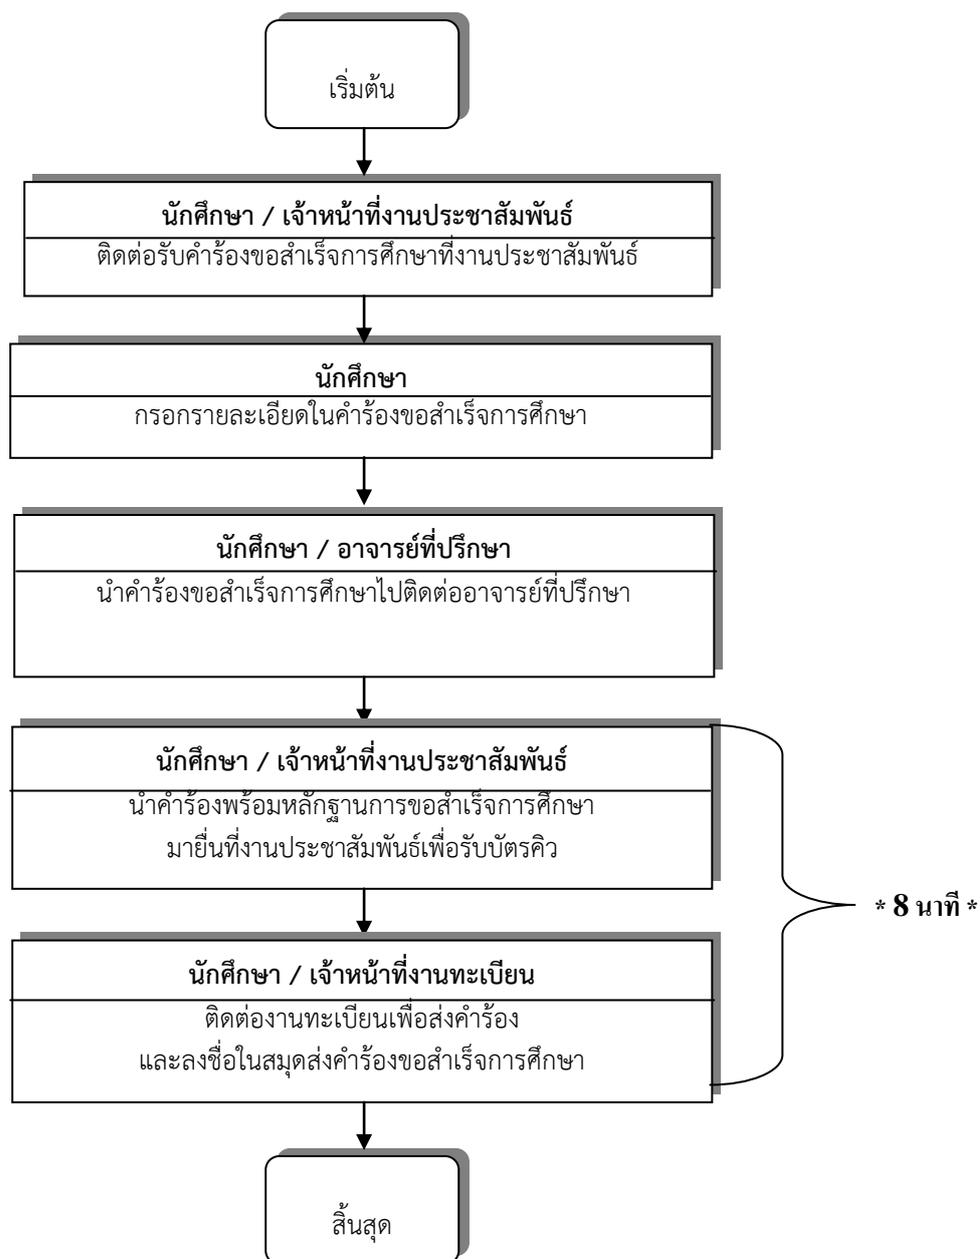 เริ่มต้น
นักศึกษา / เจ้าหน้าที่งานประชาสัมพันธ์
ติดต่อรับคำร้องขอสำเร็จการศึกษาที่งานประชาสัมพันธ์
นักศึกษา
กรอกรายละเอียดในคำร้องขอสำเร็จการศึกษา
นักศึกษา / อาจารย์ที่ปรึกษา
นำคำร้องขอสำเร็จการศึกษาไปติดต่ออาจารย์ที่ปรึกษา
นักศึกษา / เจ้าหน้าที่งานประชาสัมพันธ์
นำคำร้องพร้อมหลักฐานการขอสำเร็จการศึกษา
มายื่นที่งานประชาสัมพันธ์เพื่อรับบัตรคิว
* 8 นาที *
นักศึกษา / เจ้าหน้าที่งานทะเบียน
ติดต่องานทะเบียนเพื่อส่งคำร้อง
และลงชื่อในสมุดส่งคำร้องขอสำเร็จการศึกษา
สิ้นสุด